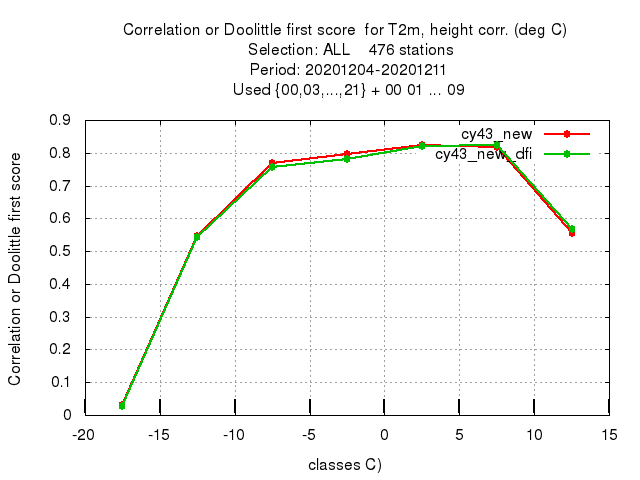 Correlation or Doolittle first score  for T2m, height corr. (deg C)
Selection: ALL    476 stations
Period: 20201204-20201211
Used {00,03,...,21} + 00 01 ... 09
cy43_new
cy43_new_dfi
Correlation or Doolittle first score
0.9
0.8
0.7
0.6
0.5
0.4
0.3
0.2
0.1
0
-20 -15 -10 -5 0 5 10 15
classes C)